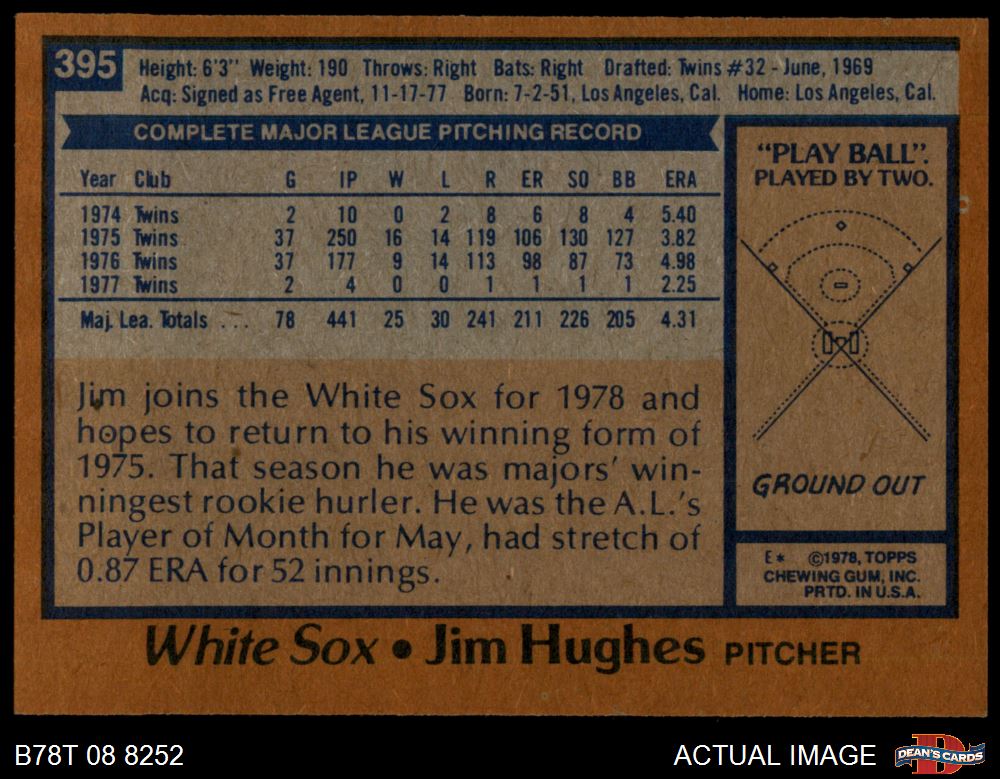 395
Height: 6'3" Weight: 190 Throws: Right Bats: Right Drafted: Twins #32 - June, 1969
Acq: Signed as Free Agent, 11-17-77 Born: 7-2-51, Los Angeles, Cal. Home: Los Angeles, Cal.
COMPLETE MAJOR LEAGUE PITCHING RECORD
Year Club G IP W L R ER SO BB ERA
1974 Twins 2 10 0 2 8 6 8 4 5.40
1975 Twins 37 250 16 14 119 106 130 127 3.82
1976 Twins 37 177 9 14 113 98 87 73 4.98
1977 Twins 2 4 0 0 1 1 1 1 2.25
Maj. Lea. Totals ... 78 441 25 30 241 211 226 205 4.31
Jim joins the White Sox for 1978 and
hopes to return to his winning form of
1975. That season he was majors' win-
ningest rookie hurler. He was the A.L.'s
Player of Month for May, had stretch of
0.87 ERA for 52 innings.
"PLAY BALL".
PLAYED BY TWO.
GROUND OUT
E* ©1978, TOPPS
CHEWING GUM, INC.
PRTD. IN U.S.A.
White Sox • Jim Hughes PITCHER
B78T 08 8252
ACTUAL IMAGE
D
DEAN'S CARDS